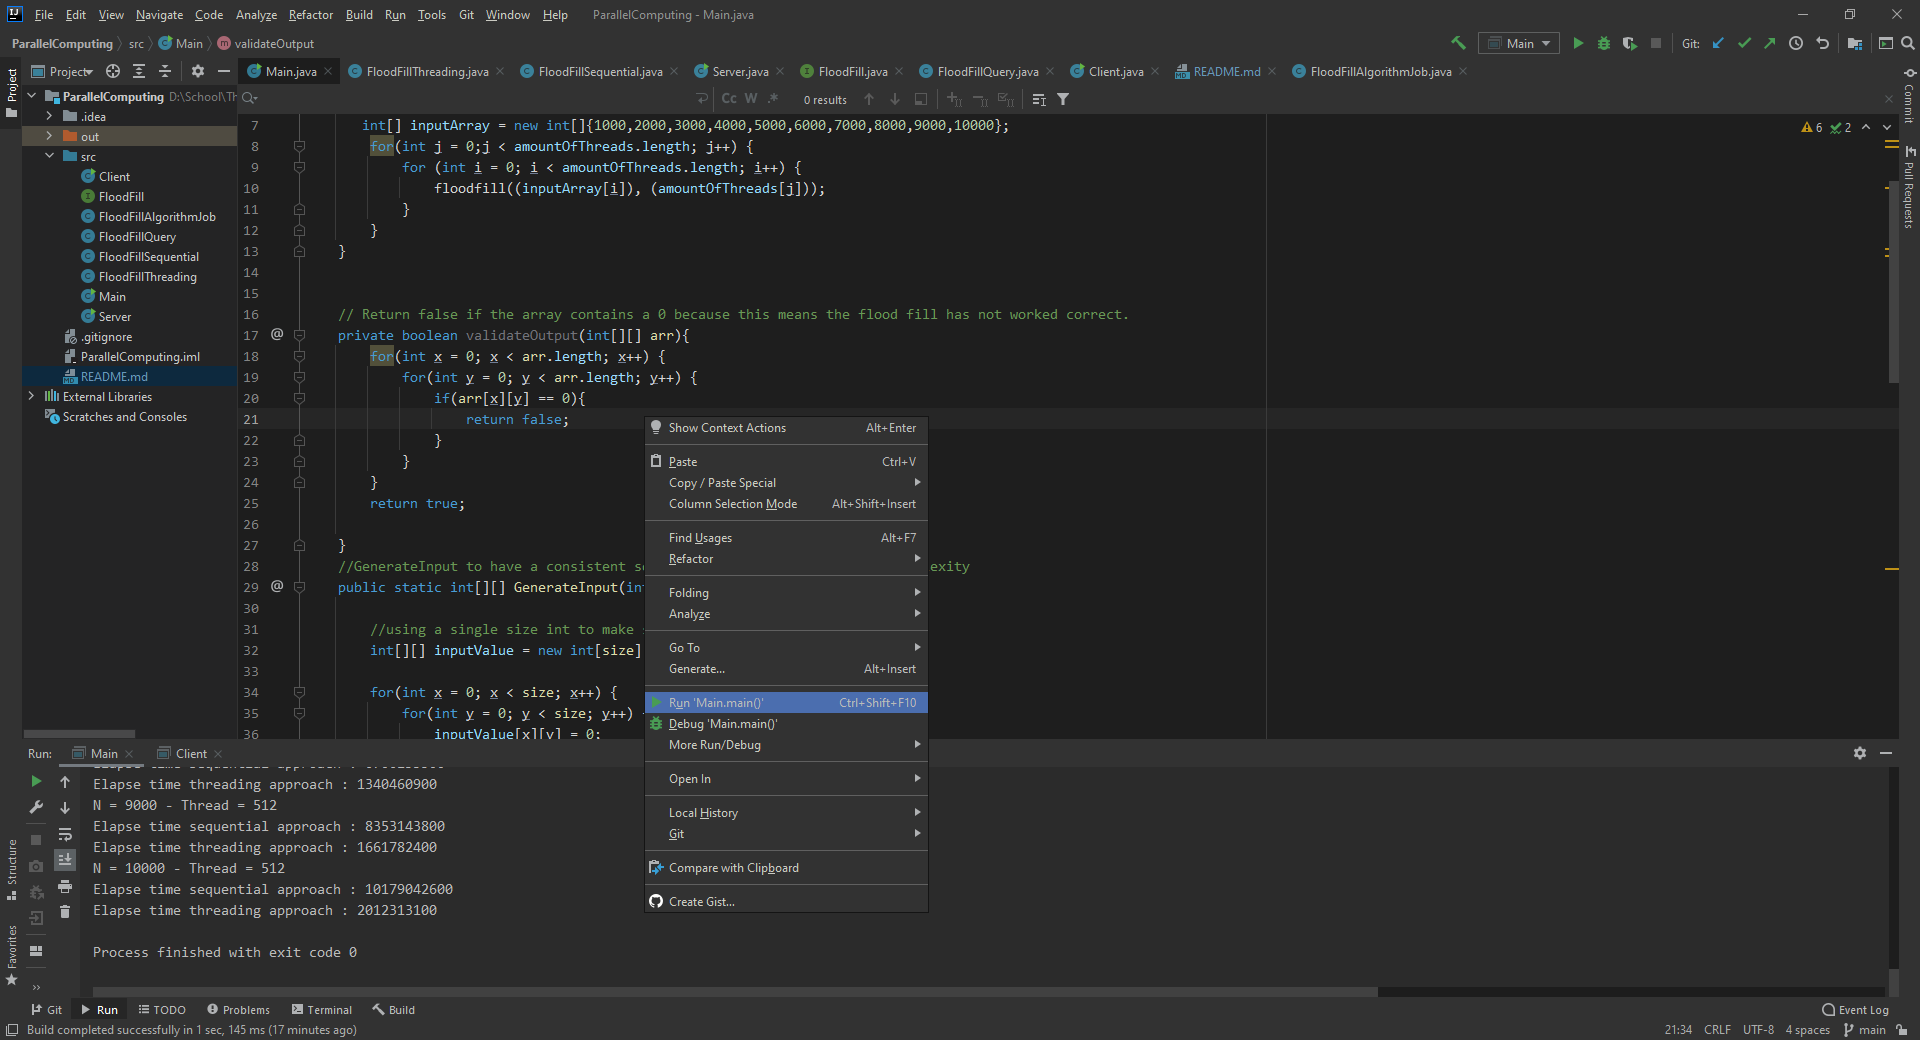 File Edit View Navigate Code Analyze Refactor Build Run Tools Git Window Help ParallelComputing - Main.java
ParallelComputing src Main validateOutput Main Git:
Project Main.java FloodFillThreading.java FloodFillSequential.java Server.java FloodFill.java FloodFillQuery.java Client.java README.md FloodFillAlgorithmJob.java
Project
Commit
Pull Requests
Structure
Favorites
ParallelComputing D:\School\Th
.idea
out
src
Client
FloodFill
FloodFillAlgorithmJob
FloodFillQuery
FloodFillSequential
FloodFillThreading
Main
Server
.gitignore
ParallelComputing.iml
README.md
External Libraries
Scratches and Consoles
Cc W .* 0 results
6 2
7 int[] inputArray = new int[]{1000,2000,3000,4000,5000,6000,7000,8000,9000,10000};
8 for(int j = 0;j < amountOfThreads.length; j++) {
9 for (int i = 0; i < amountOfThreads.length; i++) {
10 floodfill((inputArray[i]), (amountOfThreads[j]));
11 }
12 }
13 }
14
15
16 // Return false if the array contains a 0 because this means the flood fill has not worked correct.
17 @ private boolean validateOutput(int[][] arr){
18 for(int x = 0; x < arr.length; x++) {
19 for(int y = 0; y < arr.length; y++) {
20 if(arr[x][y] == 0){
21 return false;
22 }
23 }
24 }
25 return true;
26
27 }
28 //GenerateInput to have a consistent s exity
29 @ public static int[][] GenerateInput(in
30
31 //using a single size int to make
32 int[][] inputValue = new int[size]
33
34 for(int x = 0; x < size; x++) {
35 for(int y = 0; y < size; y++)
36 inputValue[x][y] = 0;
Show Context Actions Alt+Enter
Paste Ctrl+V
Copy / Paste Special
Column Selection Mode Alt+Shift+Insert
Find Usages Alt+F7
Refactor
Folding
Analyze
Go To
Generate... Alt+Insert
Run 'Main.main()' Ctrl+Shift+F10
Debug 'Main.main()'
More Run/Debug
Open In
Local History
Git
Compare with Clipboard
Create Gist...
Run: Main Client
Elapse time threading approach : 1340460900
N = 9000 - Thread = 512
Elapse time sequential approach : 8353143800
Elapse time threading approach : 1661782400
N = 10000 - Thread = 512
Elapse time sequential approach : 10179042600
Elapse time threading approach : 2012313100
Process finished with exit code 0
Git Run TODO Problems Terminal Build Event Log
Build completed successfully in 1 sec, 145 ms (17 minutes ago) 21:34 CRLF UTF-8 4 spaces main